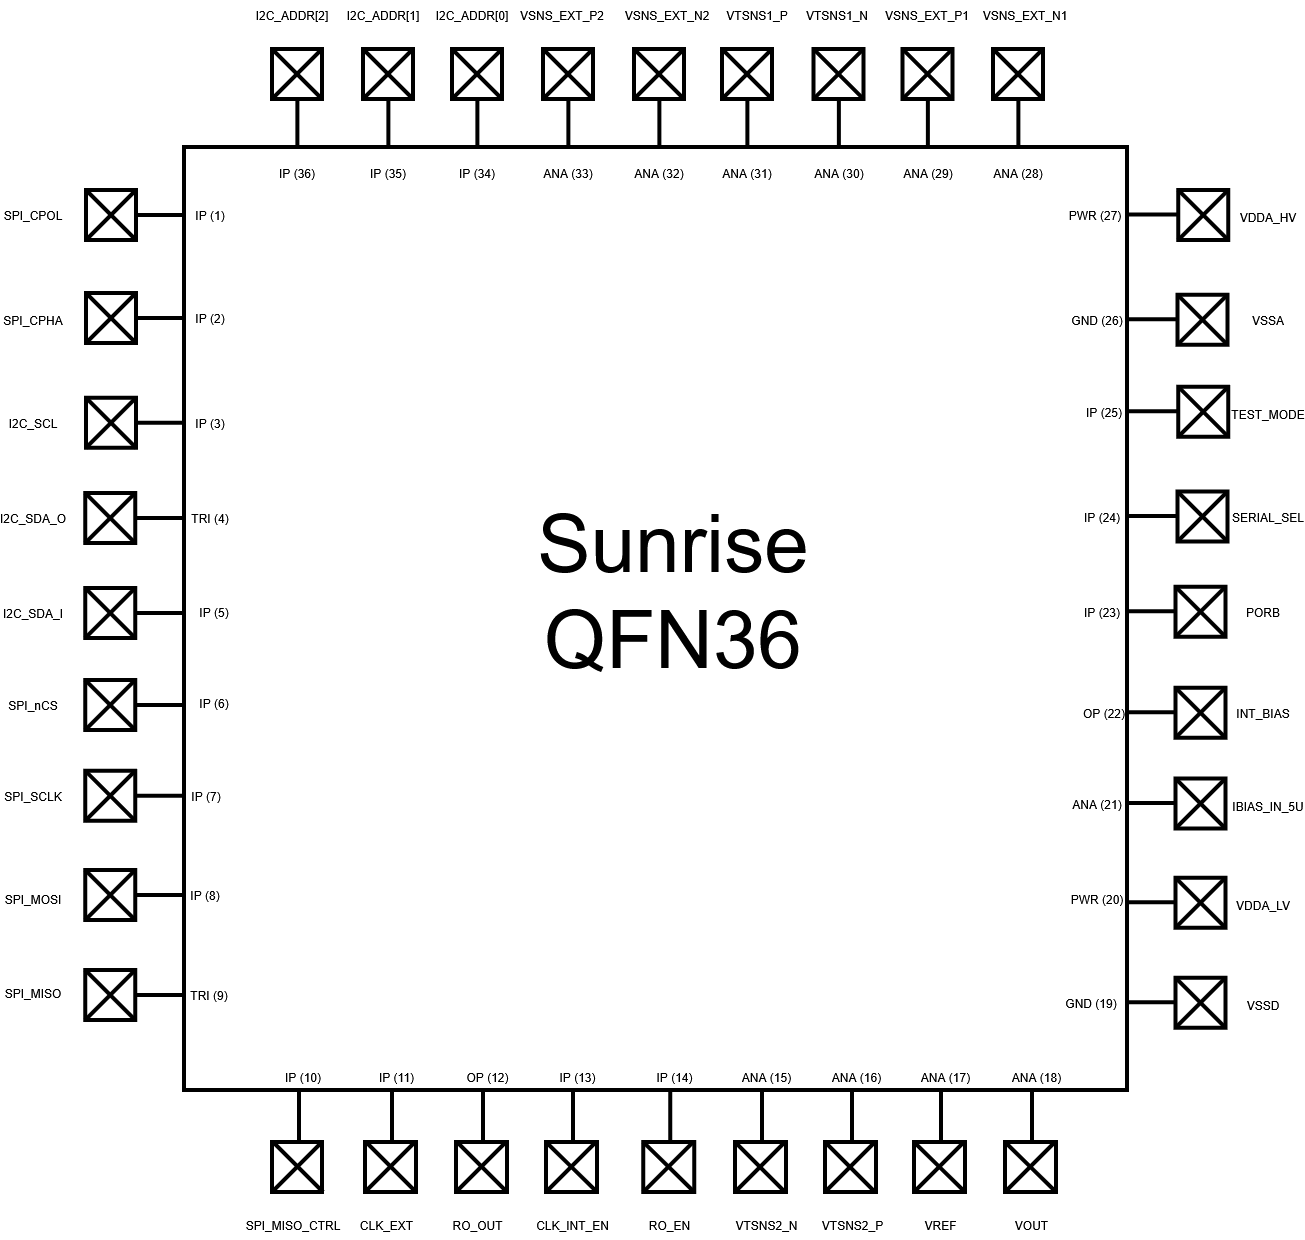 I2C_ADDR[2] I2C_ADDR[1] I2C_ADDR[0] VSNS_EXT_P2 VSNS_EXT_N2 VTSNS1_P VTSNS1_N VSNS_EXT_P1 VSNS_EXT_N1
IP (36) IP (35) IP (34) ANA (33) ANA (32) ANA (31) ANA (30) ANA (29) ANA (28)
SPI_CPOL IP (1) PWR (27) VDDA_HV
SPI_CPHA IP (2) GND (26) VSSA
I2C_SCL IP (3) IP (25) TEST_MODE
I2C_SDA_O TRI (4) IP (24) SERIAL_SEL
Sunrise
I2C_SDA_I IP (5) IP (23) PORB
QFN36
SPI_nCS IP (6) OP (22) INT_BIAS
SPI_SCLK IP (7) ANA (21) IBIAS_IN_5U
SPI_MOSI IP (8) PWR (20) VDDA_LV
SPI_MISO TRI (9) GND (19) VSSD
IP (10) IP (11) OP (12) IP (13) IP (14) ANA (15) ANA (16) ANA (17) ANA (18)
SPI_MISO_CTRL CLK_EXT RO_OUT CLK_INT_EN RO_EN VTSNS2_N VTSNS2_P VREF VOUT